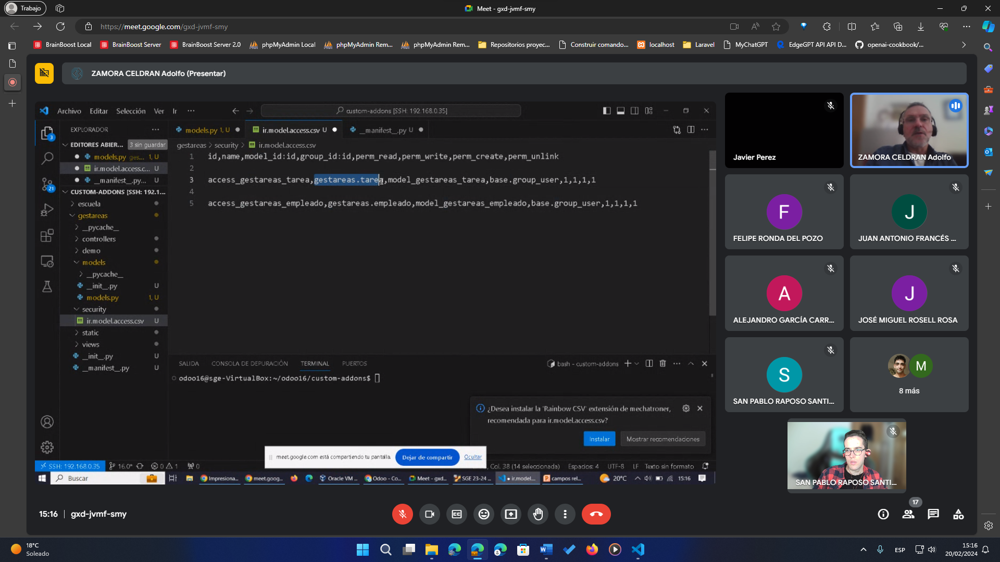 Trabajo
Meet - gxd-jvmf-smy
https://meet.google.com/gxd-jvmf-smy
BrainBoost Local
BrainBoost Server
BrainBoost Server 2.0
phpMyAdmin Local
phpMyAdmin Rem...
phpMyAdmin Rem...
Repositorios proyec...
Construir comando...
localhost
Laravel
MyChatGPT
EdgeGPT API API D...
openai-cookbook/...
ZAMORA CELDRAN Adolfo (Presentar)
Archivo Editar Selección Ver Ir ...
custom-addons [SSH: 192.168.0.35]
EXPLORADOR ...
models.py 1, U
ir.model.access.csv U
__manifest__.py U
EDITORES ABIER... 3 sin guardar
gestareas > security > ir.model.access.csv
models.py ges... 1, U
ir.model.access.c... U
__manifest__.py... U
CUSTOM-ADDONS [SSH: 192.1...
escuela
gestareas
__pycache__
controllers
demo
models
__pycache__
__init__.py U
models.py 1, U
security
ir.model.access.csv U
static
views
__init__.py U
__manifest__.py U
3
21
1 id,name,model_id:id,group_id:id,perm_read,perm_write,perm_create,perm_unlink
2
3 access_gestareas_tarea,gestareas.tarea,model_gestareas_tarea,base.group_user,1,1,1,1
4
5 access_gestareas_empleado,gestareas.empleado,model_gestareas_empleado,base.group_user,1,1,1,1
SALIDA CONSOLA DE DEPURACIÓN TERMINAL PUERTOS
bash - custom-addons
odoo16@sge-VirtualBox:~/odoo16/custom-addons$
¿Desea instalar la 'Rainbow CSV' extensión de mechatroner,
recomendada para ir.model.access.csv?
Instalar
Mostrar recomendaciones
meet.google.com está compartiendo tu pantalla.
Dejar de compartir
Ocultar
SSH: 192.168.0.35
16.0*
0 1
0
Col. 38 (14 seleccionada)
Espacios: 4
UTF-8
LF
Texto sin formato
Buscar
Impresiona...
meet.goog...
Oracle VM ...
Odoo - Co...
Meet - gxd...
SGE 23-24 ...
ir.model....
campos rel...
20°C
15:16
Javier Perez
ZAMORA CELDRAN Adolfo
F
FELIPE RONDA DEL POZO
J
JUAN ANTONIO FRANCÉS ...
A
ALEJANDRO GARCÍA CARR...
J
JOSÉ MIGUEL ROSELL ROSA
S
SAN PABLO RAPOSO SANTI...
M
8 más
SAN PABLO RAPOSO SANTI...
15:16
gxd-jvmf-smy
17
18°C
Soleado
ESP
15:16
20/02/2024